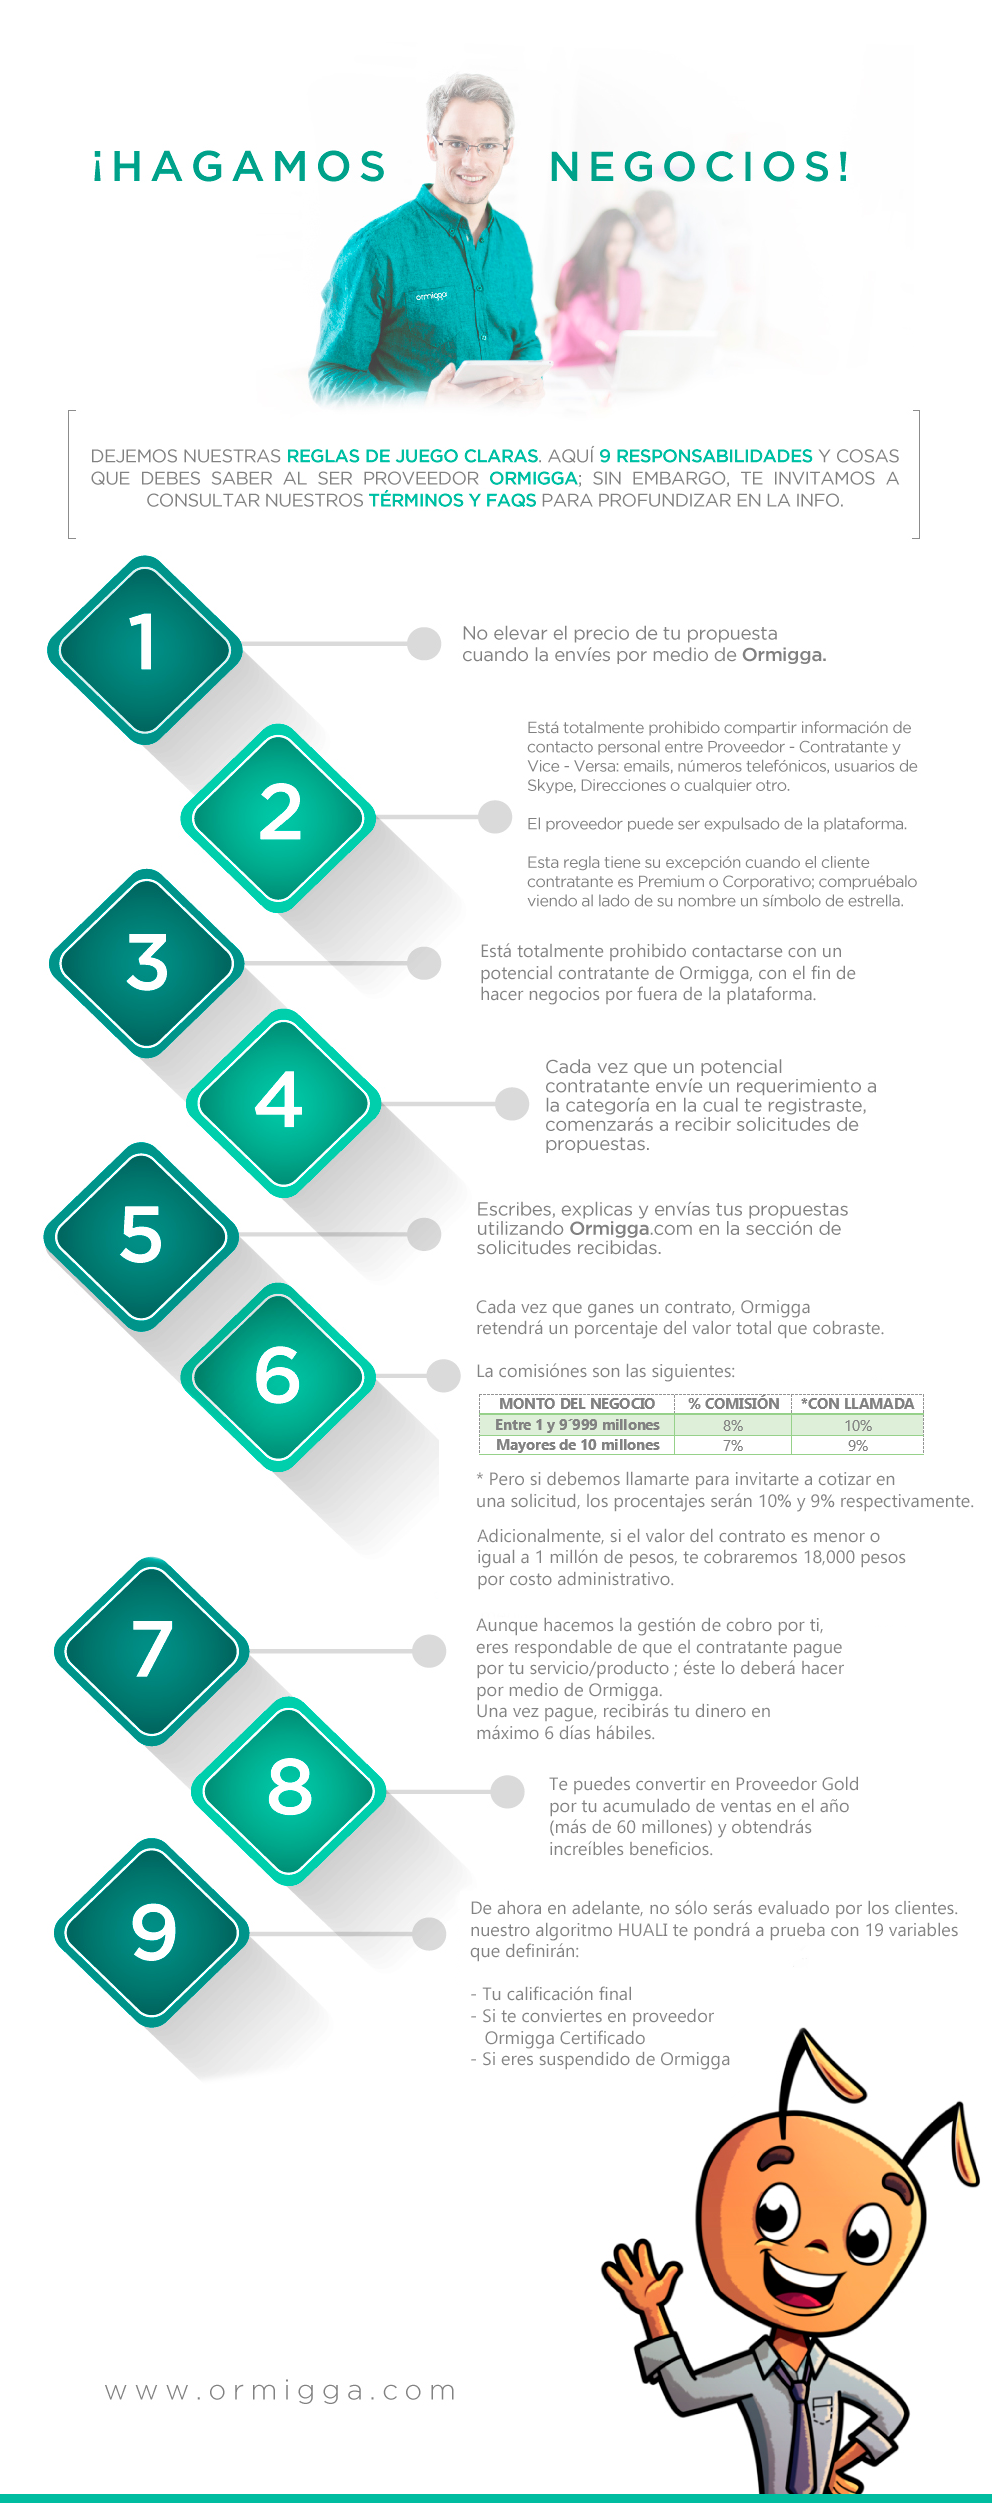 ¡HAGAMOS NEGOCIOS!
ormigga
DEJEMOS NUESTRAS REGLAS DE JUEGO CLARAS. AQUÍ 9 RESPONSABILIDADES Y COSAS
QUE DEBES SABER AL SER PROVEEDOR ORMIGGA; SIN EMBARGO, TE INVITAMOS A
CONSULTAR NUESTROS TÉRMINOS Y FAQS PARA PROFUNDIZAR EN LA INFO.
1
No elevar el precio de tu propuesta
cuando la envíes por medio de Ormigga.
2
Está totalmente prohibido compartir información de
contacto personal entre Proveedor - Contratante y
Vice - Versa: emails, números telefónicos, usuarios de
Skype, Direcciones o cualquier otro.
El proveedor puede ser expulsado de la plataforma.
Esta regla tiene su excepción cuando el cliente
contratante es Premium o Corporativo; compruébalo
viendo al lado de su nombre un símbolo de estrella.
3
Está totalmente prohibido contactarse con un
potencial contratante de Ormigga, con el fin de
hacer negocios por fuera de la plataforma.
4
Cada vez que un potencial
contratante envíe un requerimiento a
la categoría en la cual te registraste,
comenzarás a recibir solicitudes de
propuestas.
5
Escribes, explicas y envías tus propuestas
utilizando Ormigga.com en la sección de
solicitudes recibidas.
6
Cada vez que ganes un contrato, Ormigga
retendrá un porcentaje del valor total que cobraste.
La comisiónes son las siguientes:
MONTO DEL NEGOCIO % COMISIÓN *CON LLAMADA
Entre 1 y 9´999 millones 8% 10%
Mayores de 10 millones 7% 9%
* Pero si debemos llamarte para invitarte a cotizar en
una solicitud, los procentajes serán 10% y 9% respectivamente.
Adicionalmente, si el valor del contrato es menor o
igual a 1 millón de pesos, te cobraremos 18,000 pesos
por costo administrativo.
7
Aunque hacemos la gestión de cobro por ti,
eres respondable de que el contratante pague
por tu servicio/producto ; éste lo deberá hacer
por medio de Ormigga.
Una vez pague, recibirás tu dinero en
máximo 6 días hábiles.
8
Te puedes convertir en Proveedor Gold
por tu acumulado de ventas en el año
(más de 60 millones) y obtendrás
increíbles beneficios.
9
De ahora en adelante, no sólo serás evaluado por los clientes.
nuestro algoritmo HUALI te pondrá a prueba con 19 variables
que definirán:
- Tu calificación final
- Si te conviertes en proveedor
Ormigga Certificado
- Si eres suspendido de Ormigga
www.ormigga.com